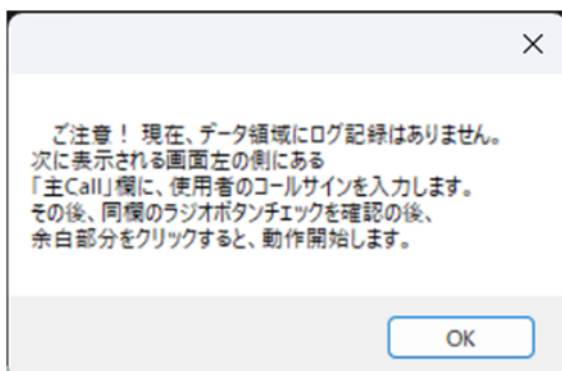 ご注意！ 現在、データ領域にログ記録はありません。
次に表示される画面左の側にある
「主Call」欄に、使用者のコールサインを入力します。
その後、同欄のラジオボタンチェックを確認の後、
余白部分をクリックすると、動作開始します。
OK